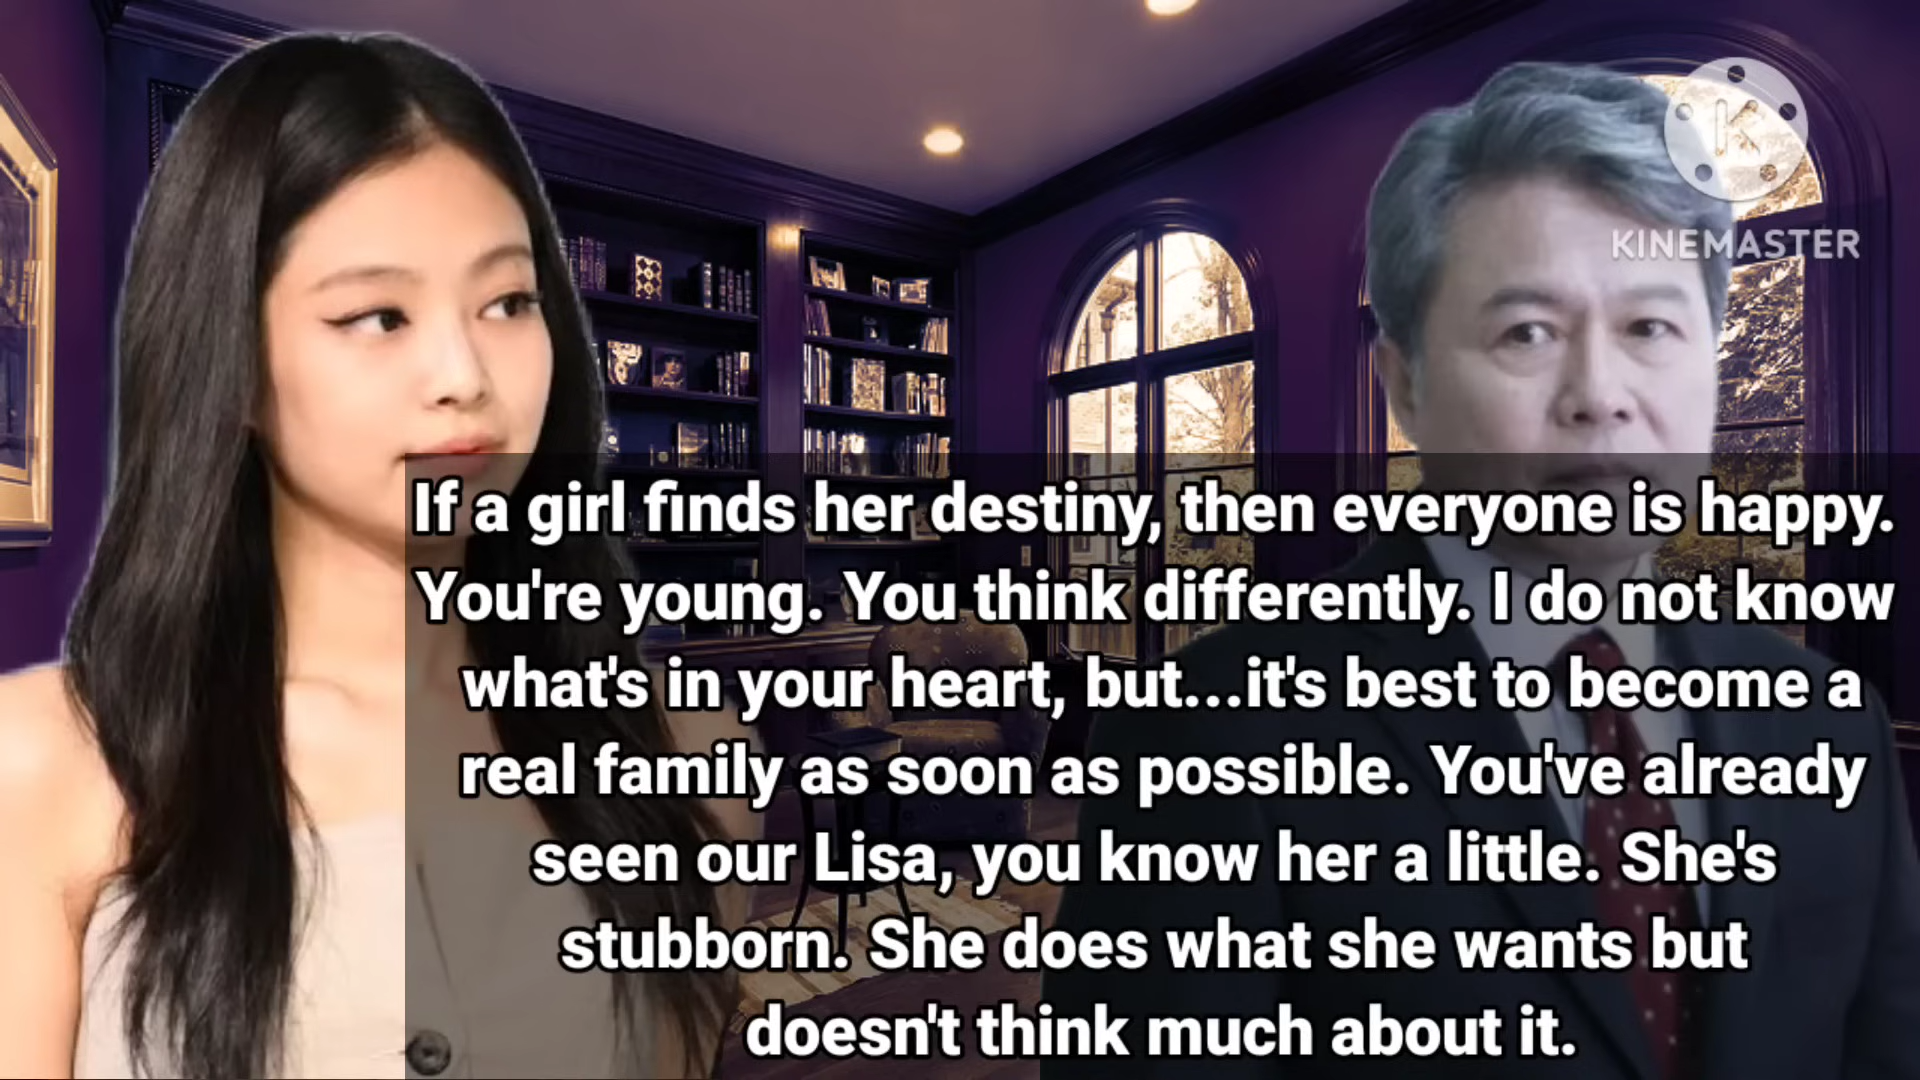 KINEMASTER
If a girl finds her destiny, then everyone is happy.
You're young. You think differently. I do not know
what's in your heart, but...it's best to become a
real family as soon as possible. You've already
seen our Lisa, you know her a little. She's
stubborn. She does what she wants but
doesn't think much about it.